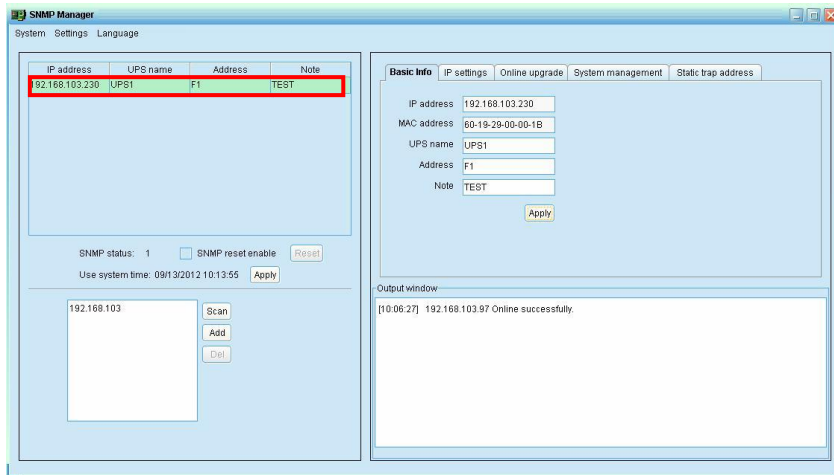 SNMP Manager
System Settings Language
IP address UPS name Address Note
192.168.103.230 UPS1 F1 TEST
SNMP status: 1 SNMP reset enable Reset
Use system time: 09/13/2012 10:13:55 Apply
192.168.103
Scan
Add
Del
Basic Info IP settings Online upgrade System management Static trap address
IP address 192.168.103.230
MAC address 60-19-29-00-00-1B
UPS name UPS1
Address F1
Note TEST
Apply
Output window
[10:06:27] 192.168.103.97 Online successfully.